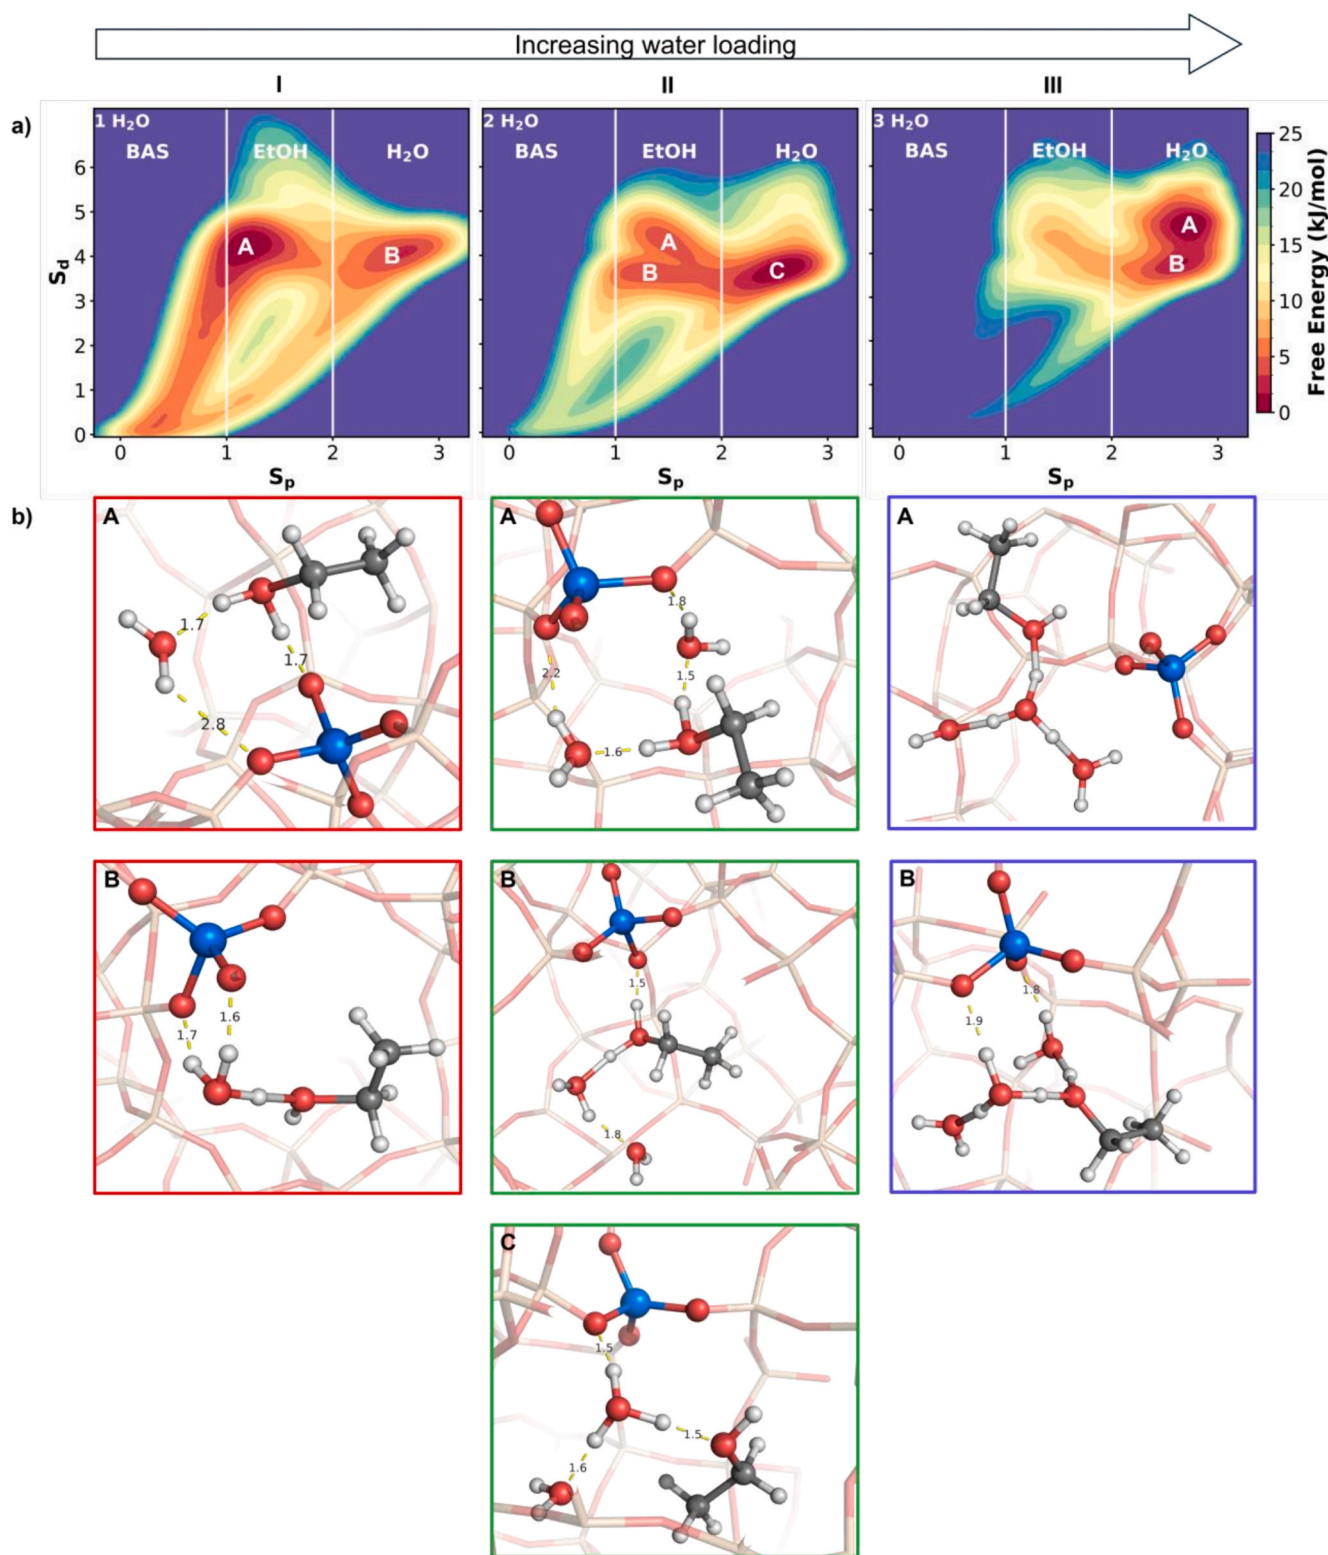 Increasing water loading
I II III
a)
1 H₂O 2 H₂O 3 H₂O
BAS EtOH H₂O BAS EtOH H₂O BAS EtOH H₂O
A B
A B C
A B
S_d
6
5
4
3
2
1
0
0 1 2 3 0 1 2 3 0 1 2 3
S_p S_p S_p
25
20
15
10
5
0
Free Energy (kJ/mol)
b)
A
1.7
1.7
2.8
A
1.8
2.2
1.5
1.6
A
B
1.7
1.6
B
1.5
1.8
B
1.8
1.9
C
1.5
1.5
1.6